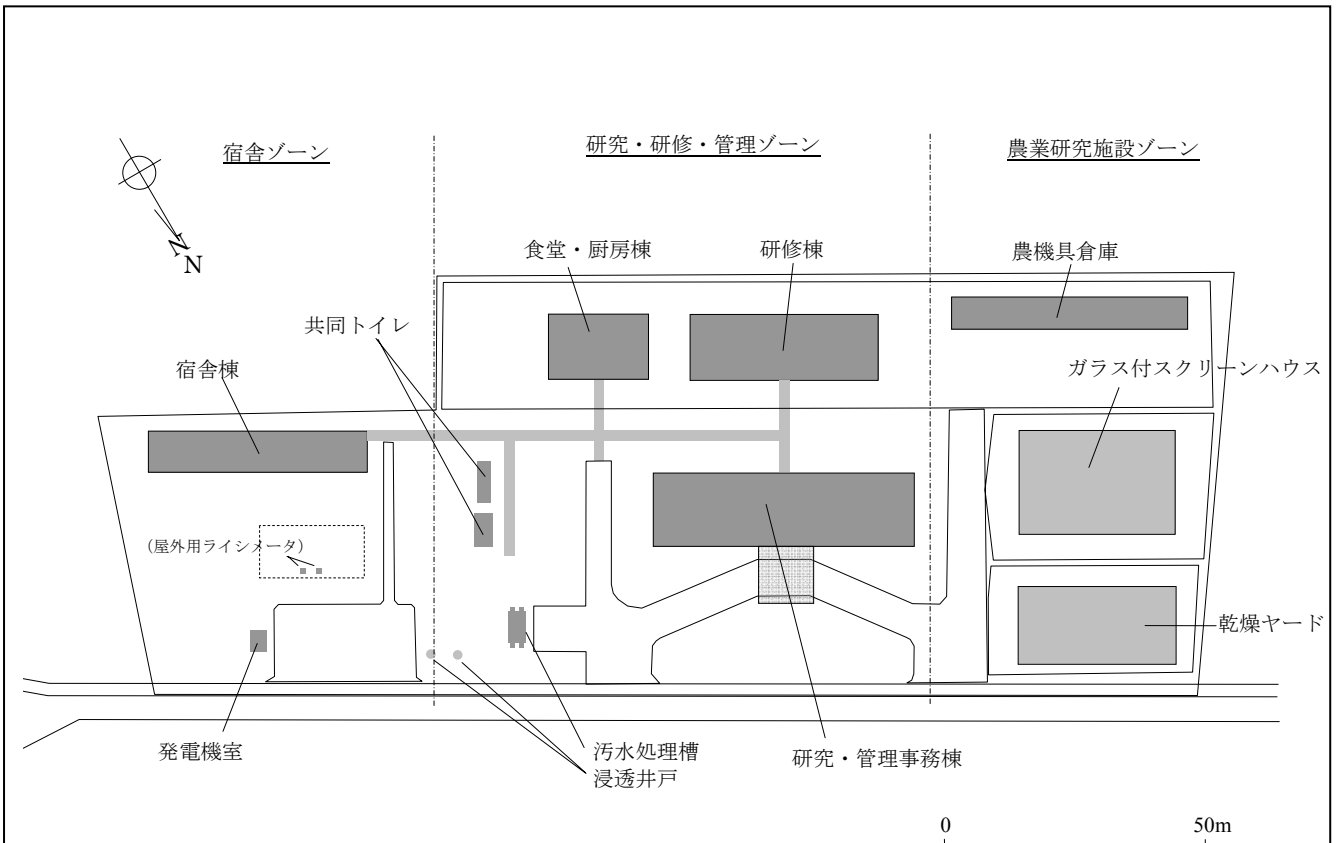 宿舎ゾーン
研究・研修・管理ゾーン
農業研究施設ゾーン
N
N
食堂・厨房棟
研修棟
農機具倉庫
共同トイレ
宿舎棟
ガラス付スクリーンハウス
(屋外用ライシメータ)
乾燥ヤード
発電機室
汚水処理槽
浸透井戸
研究・管理事務棟
0
50m